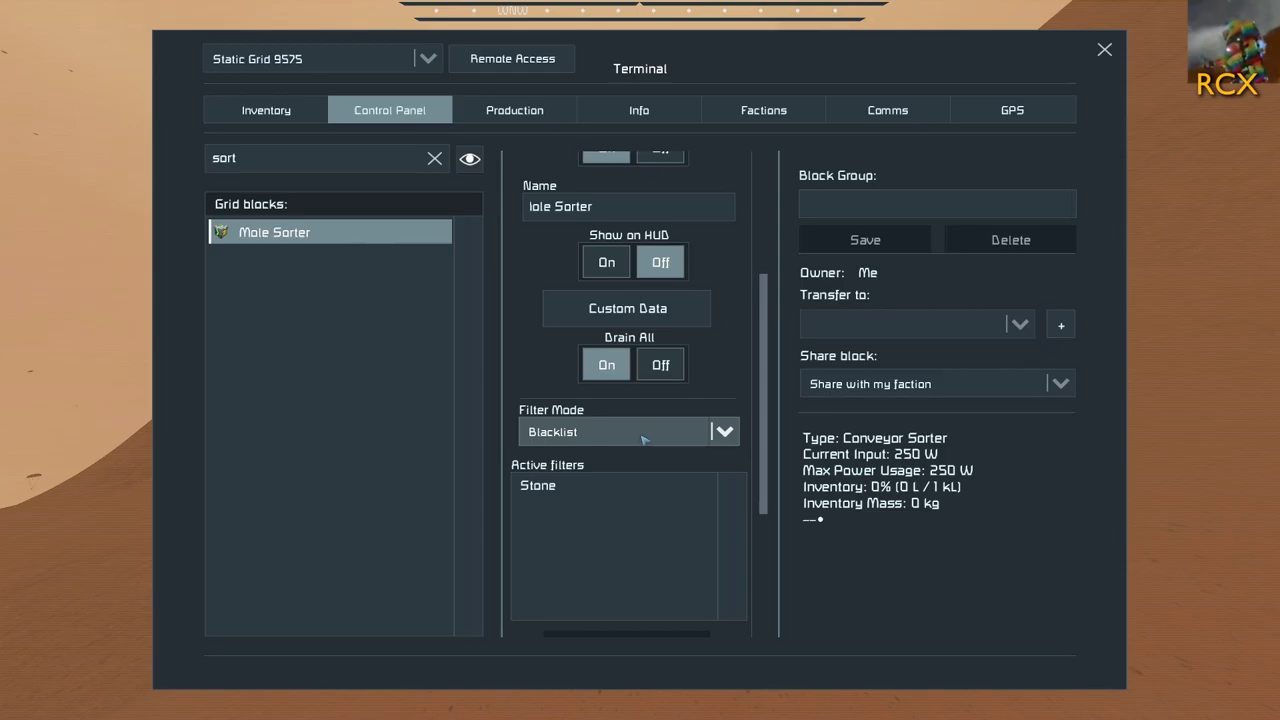 WNW
RCX
Static Grid 9575
Remote Access
Terminal
Inventory
Control Panel
Production
Info
Factions
Comms
GPS
sort
Grid blocks:
Mole Sorter
Name
lole Sorter
Show on HUD
On
Off
Custom Data
Drain All
On
Off
Filter Mode
Blacklist
Active filters
Stone
Block Group:
Save
Delete
Owner: Me
Transfer to:
+
Share block:
Share with my faction
Type: Conveyor Sorter
Current Input: 250 W
Max Power Usage: 250 W
Inventory: 0% (0 L / 1 kL)
Inventory Mass: 0 kg